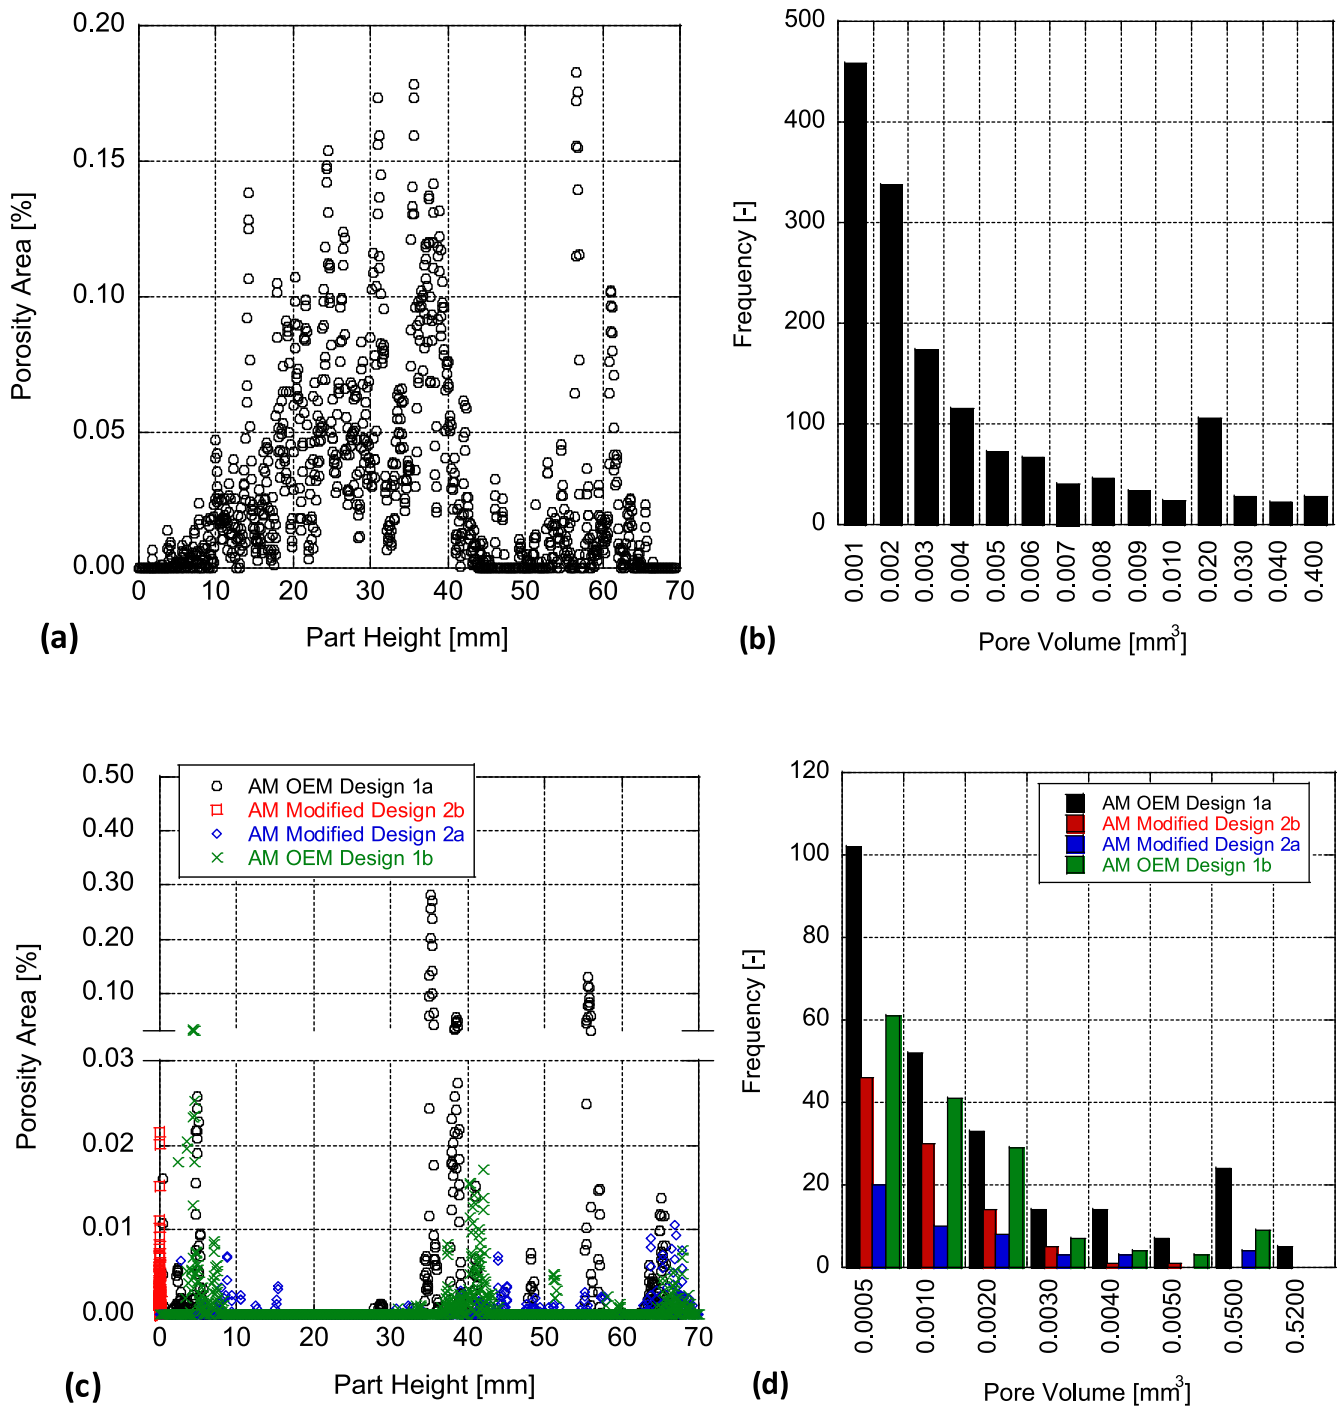 0.20
0.15
0.10
0.05
0.00
Porosity Area [%]
0 10 20 30 40 50 60 70
Part Height [mm]
(a)
500
400
300
200
100
0
Frequency [-]
0.001 0.002 0.003 0.004 0.005 0.006 0.007 0.008 0.009 0.010 0.020 0.030 0.040 0.400
Pore Volume [mm³]
(b)
AM OEM Design 1a
AM Modified Design 2b
AM Modified Design 2a
AM OEM Design 1b
0.50
0.40
0.30
0.20
0.10
0.03
0.02
0.01
0.00
Porosity Area [%]
0 10 20 30 40 50 60 70
Part Height [mm]
(c)
AM OEM Design 1a
AM Modified Design 2b
AM Modified Design 2a
AM OEM Design 1b
120
100
80
60
40
20
0
Frequency [-]
0.0005 0.0010 0.0020 0.0030 0.0040 0.0050 0.0500 0.5200
Pore Volume [mm³]
(d)